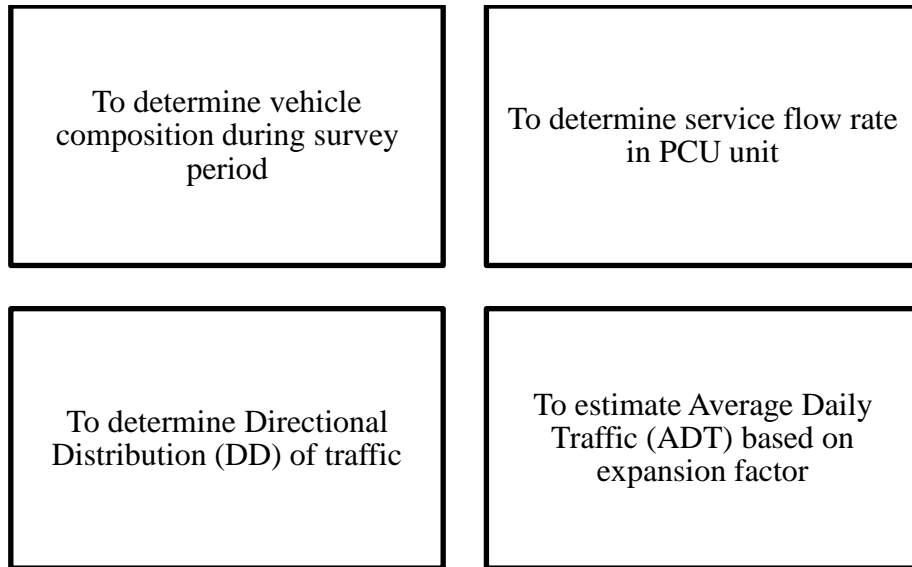 To determine vehicle
composition during survey
period
To determine service flow rate
in PCU unit
To determine Directional
Distribution (DD) of traffic
To estimate Average Daily
Traffic (ADT) based on
expansion factor